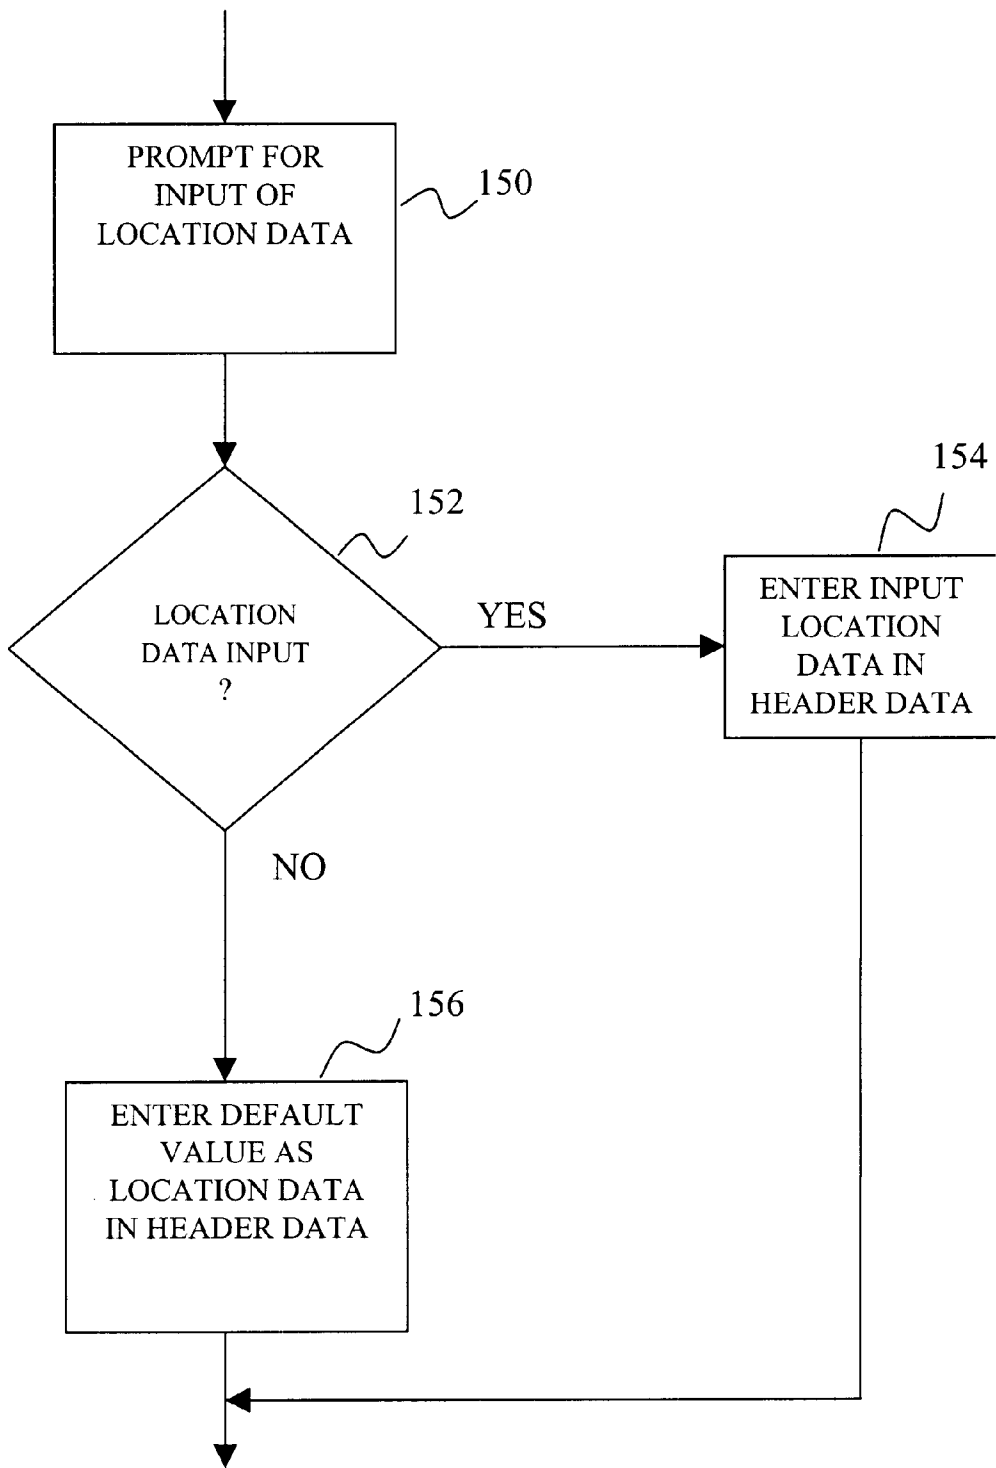 PROMPT FOR
INPUT OF
LOCATION DATA
150
152
LOCATION
DATA INPUT
?
YES
154
ENTER INPUT
LOCATION
DATA IN
HEADER DATA
NO
156
ENTER DEFAULT
VALUE AS
LOCATION DATA
IN HEADER DATA